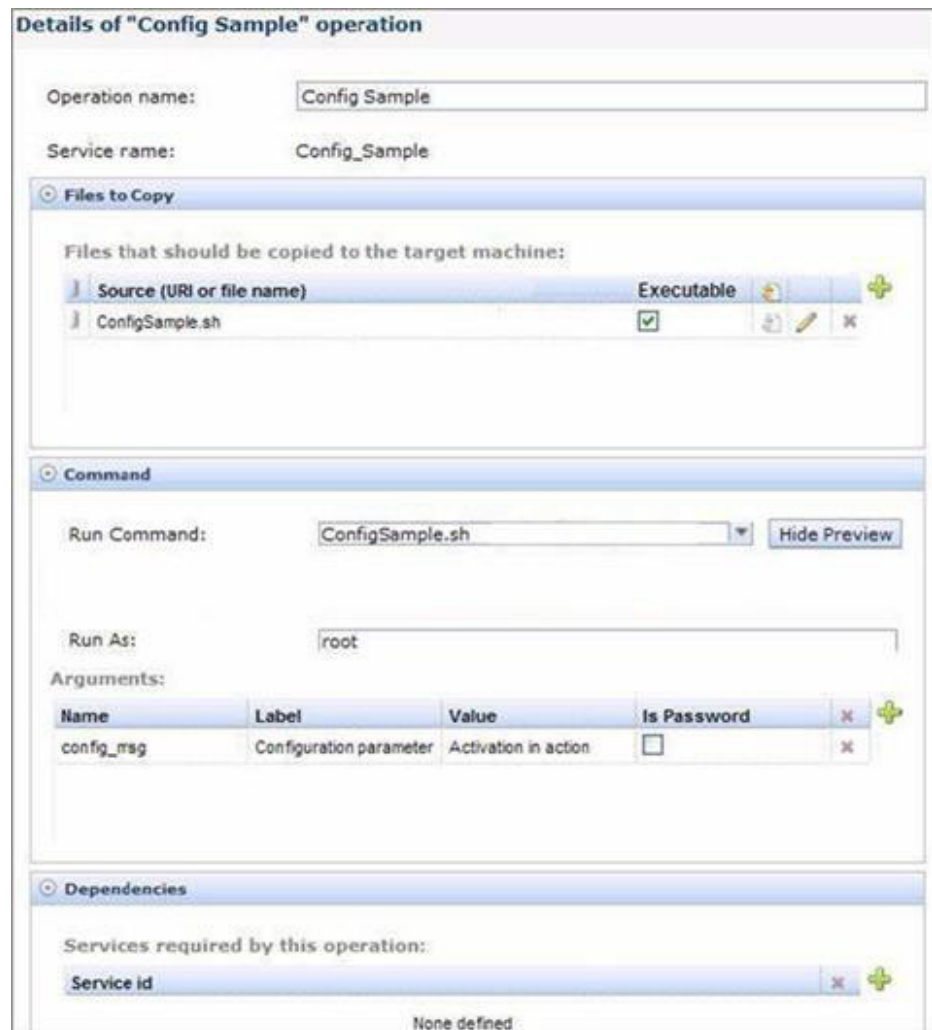 Details of "Config Sample" operation
Operation name: Config Sample
Service name: Config_Sample
Files to Copy
Files that should be copied to the target machine:
Source (URI or file name) Executable
ConfigSample.sh
Command
Run Command: ConfigSample.sh Hide Preview
Run As: root
Arguments:
Name Label Value Is Password
config_msg Configuration parameter Activation in action
Dependencies
Services required by this operation:
Service id
None defined